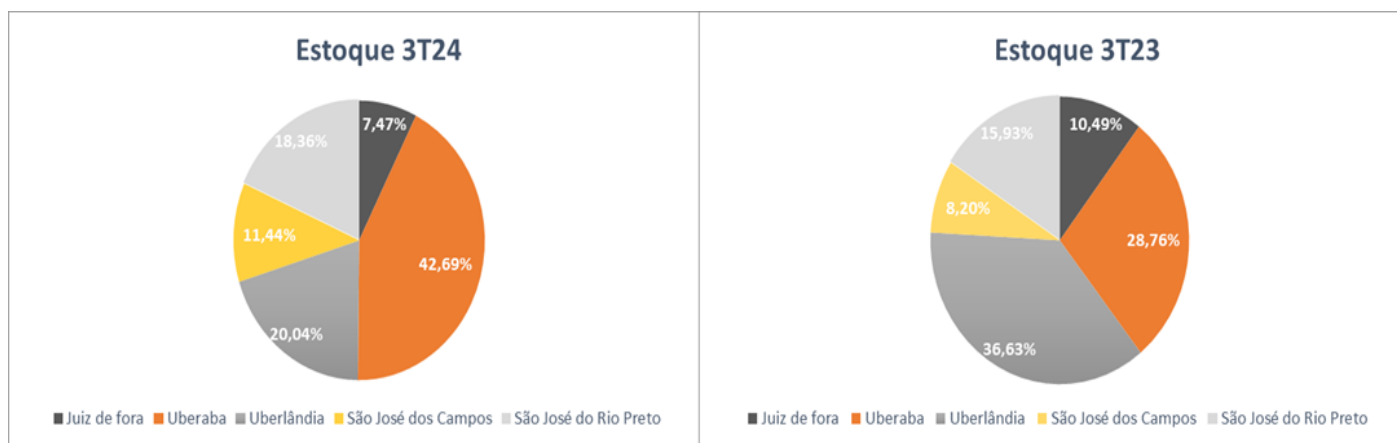 Estoque 3T24
7,47%
42,69%
20,04%
11,44%
18,36%
Juiz de fora Uberaba Uberlândia São José dos Campos São José do Rio Preto
Estoque 3T23
10,49%
28,76%
36,63%
8,20%
15,93%
Juiz de fora Uberaba Uberlândia São José dos Campos São José do Rio Preto